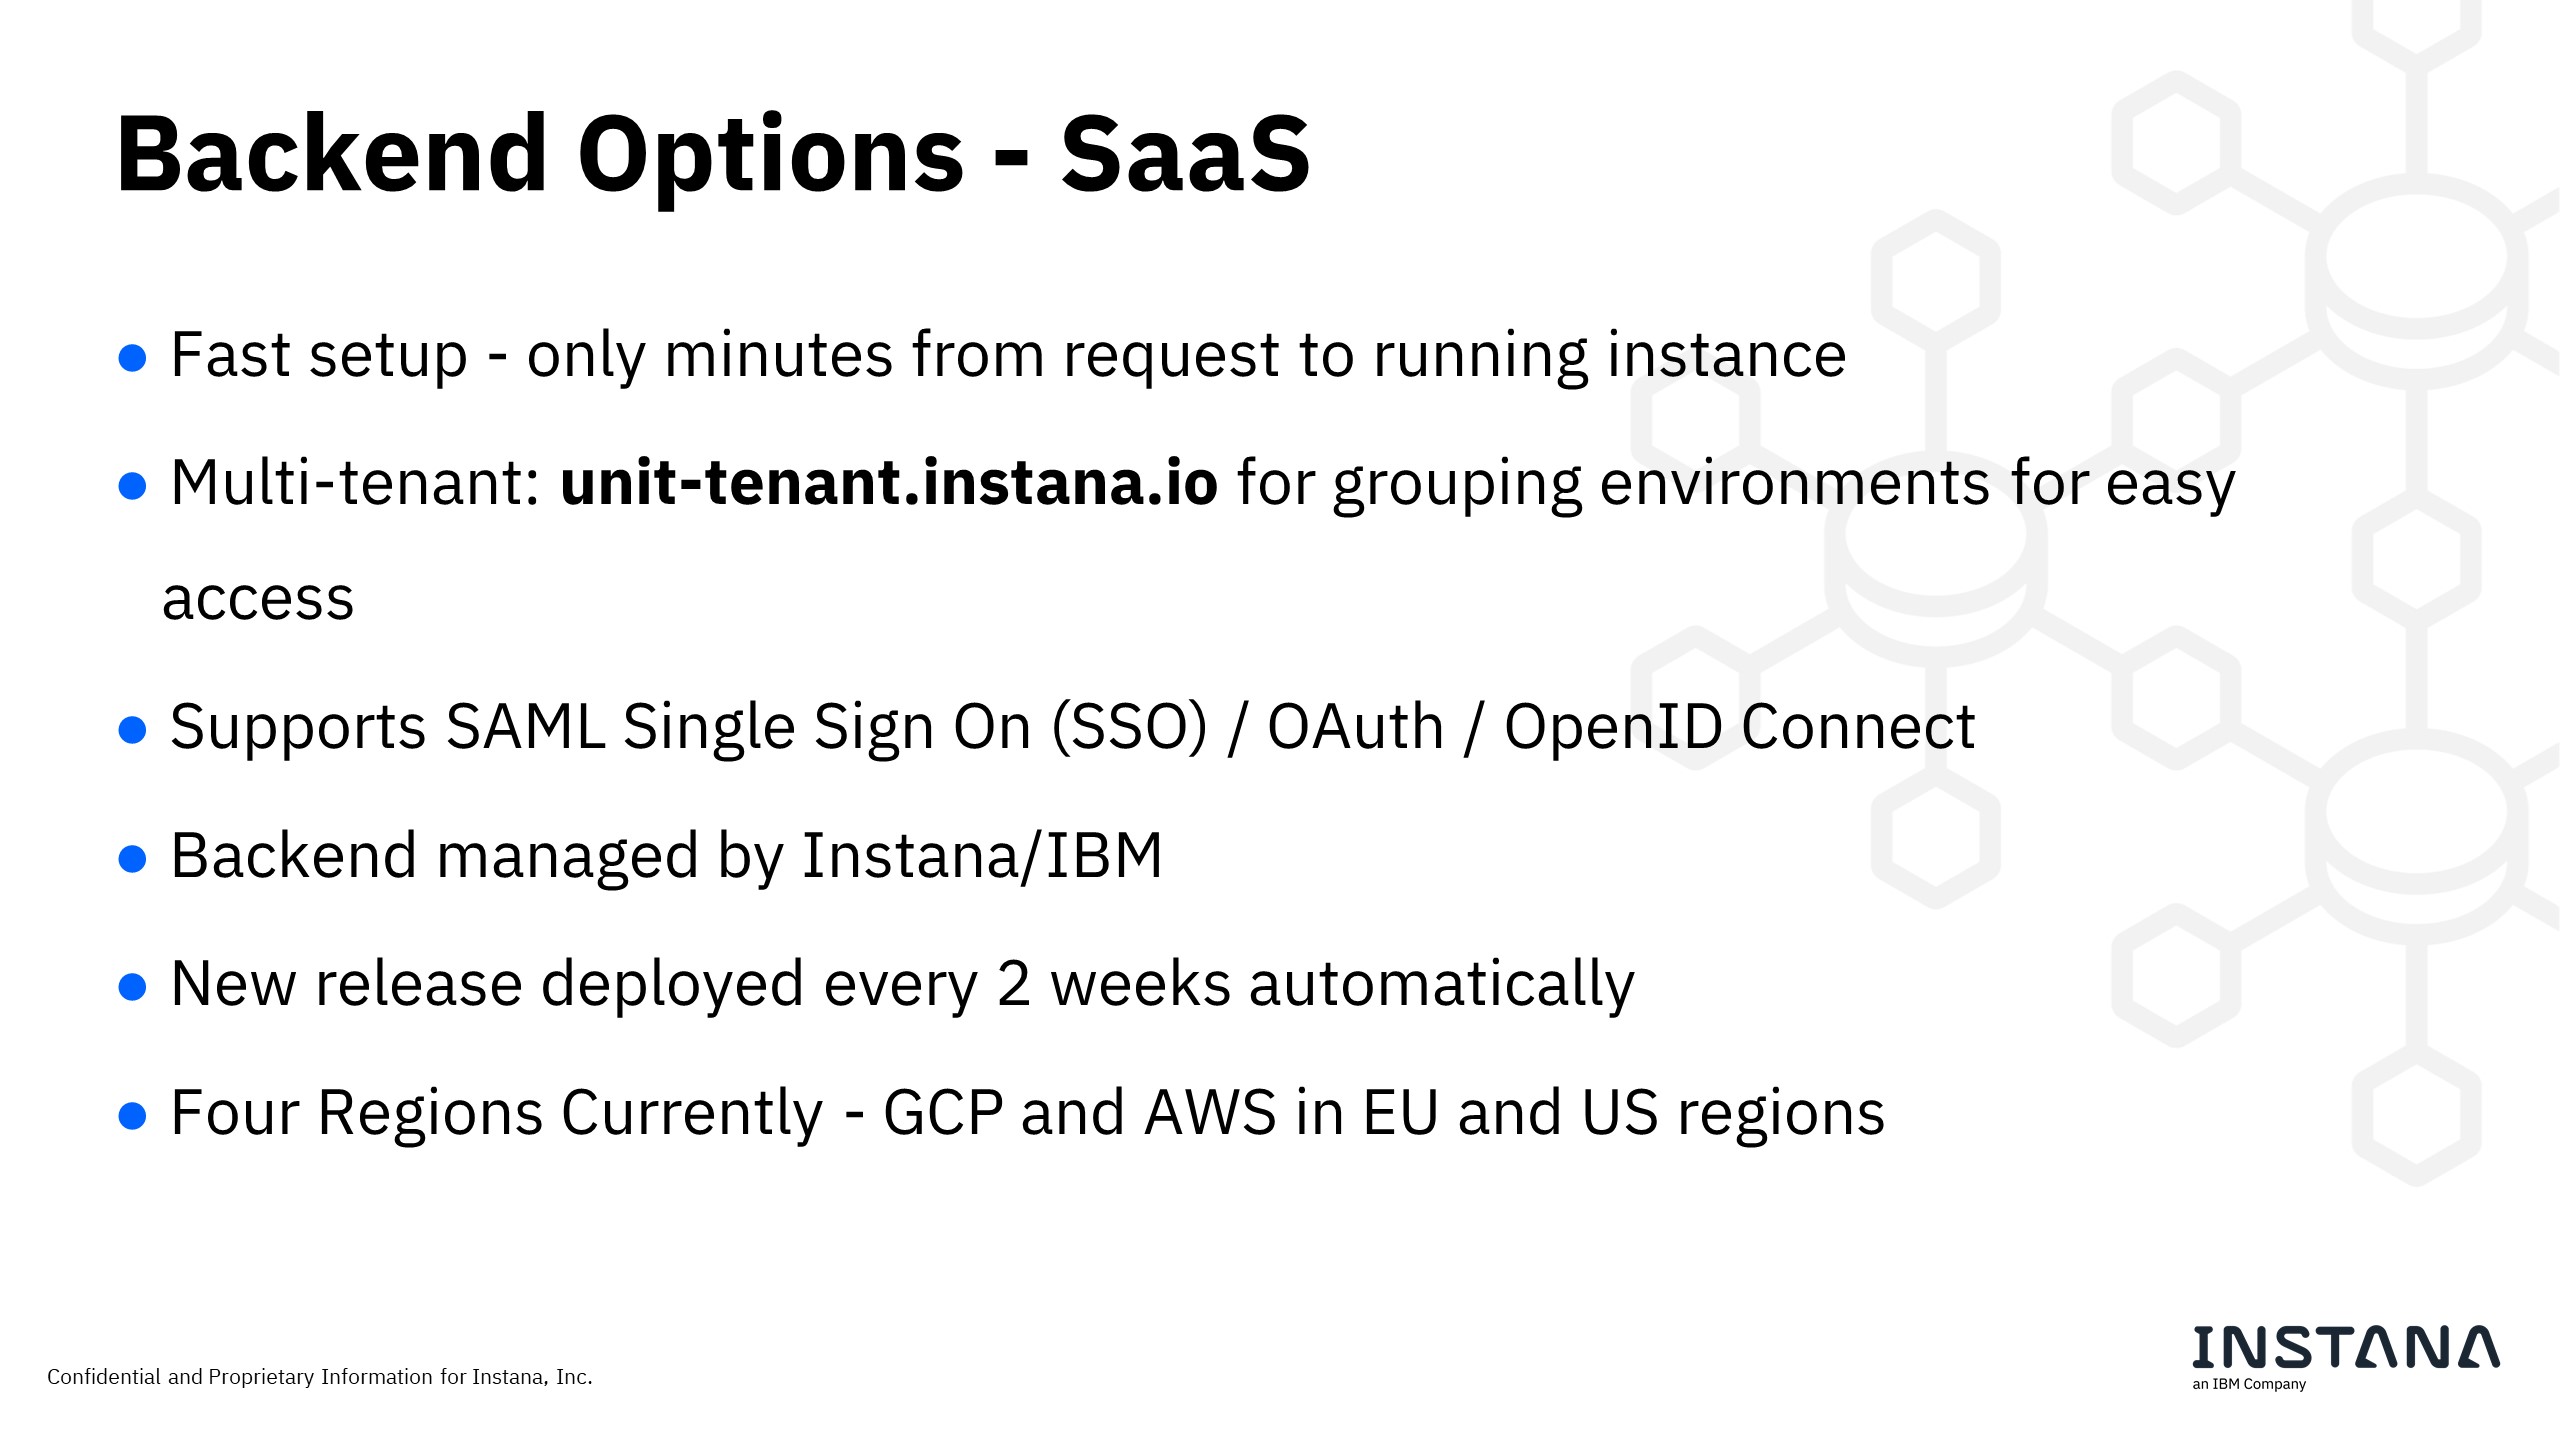 Backend Options - SaaS
● Fast setup - only minutes from request to running instance
● Multi-tenant: unit-tenant.instana.io for grouping environments for easy
access
● Supports SAML Single Sign On (SSO) / OAuth / OpenID Connect
● Backend managed by Instana/IBM
● New release deployed every 2 weeks automatically
● Four Regions Currently - GCP and AWS in EU and US regions
Confidential and Proprietary Information for Instana, Inc.
INSTANA
an IBM Company